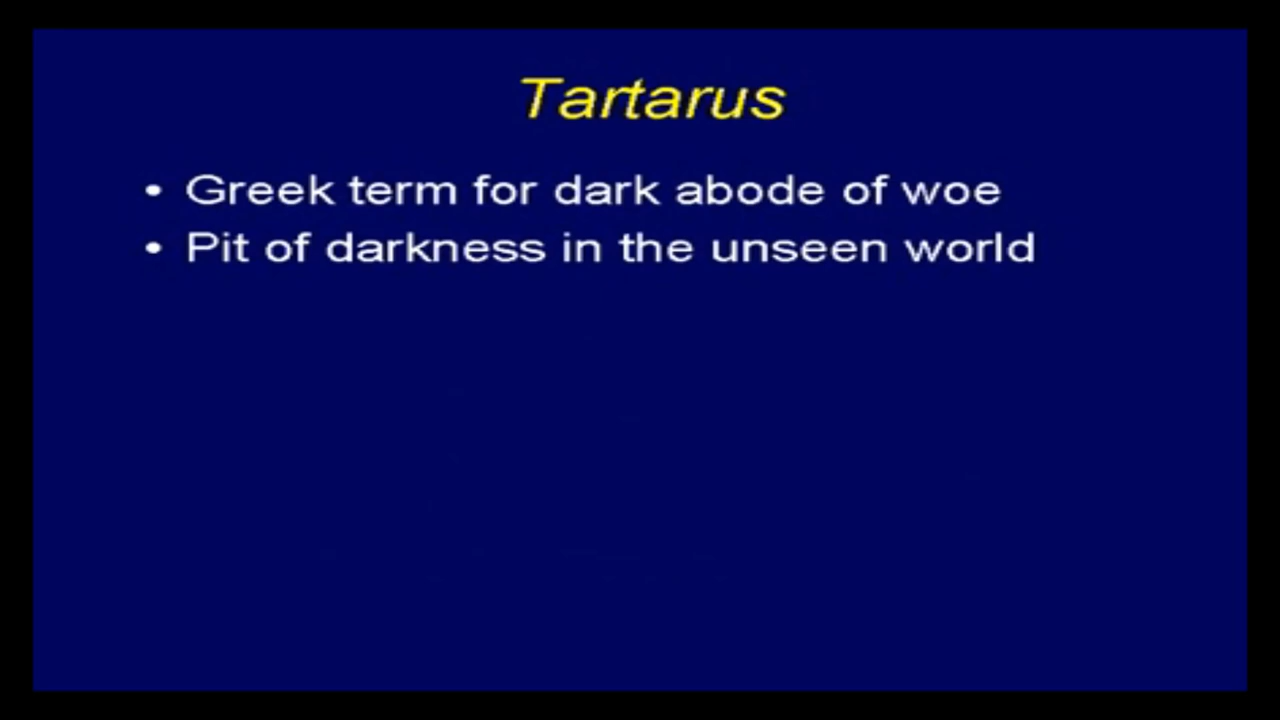 Tartarus
• Greek term for dark abode of woe
• Pit of darkness in the unseen world